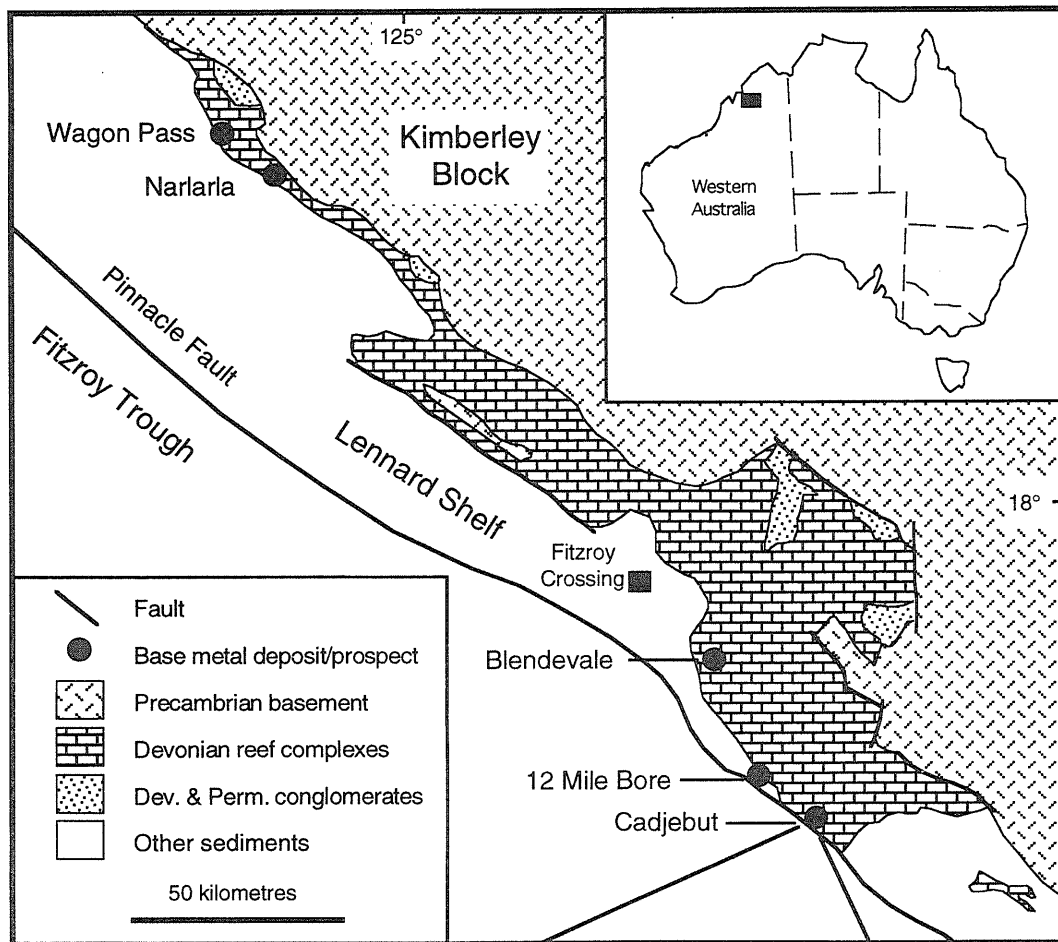 125°
Wagon Pass
Narlarla
Kimberley
Block
Western
Australia
Pinnacle Fault
Fitzroy Trough
Lennard Shelf
18°
Fitzroy
Crossing
Blendevale
12 Mile Bore
Cadjebut
Fault
Base metal deposit/prospect
Precambrian basement
Devonian reef complexes
Dev. & Perm. conglomerates
Other sediments
50 kilometres